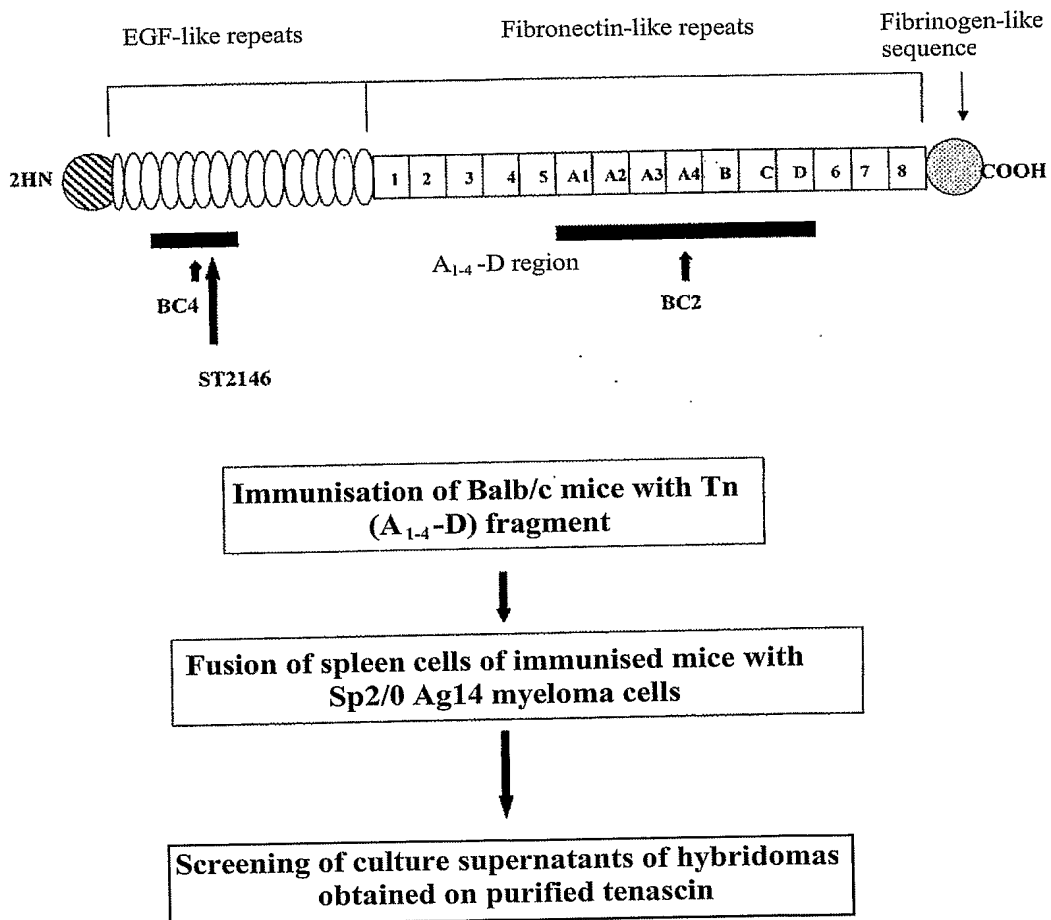 EGF-like repeats
Fibronectin-like repeats
Fibrinogen-like
sequence
2HN
1 2 3 4 5 A1 A2 A3 A4 B C D 6 7 8
COOH
A1-4 -D region
BC4
BC2
ST2146
Immunisation of Balb/c mice with Tn
(A1-4-D) fragment
Fusion of spleen cells of immunised mice with
Sp2/0 Ag14 myeloma cells
Screening of culture supernatants of hybridomas
obtained on purified tenascin